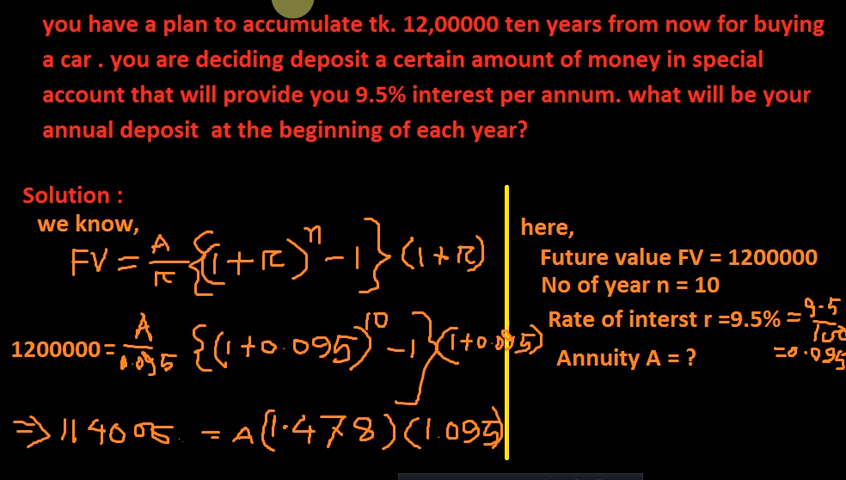 you have a plan to accumulate tk. 12,00000 ten years from now for buying
a car . you are deciding deposit a certain amount of money in special
account that will provide you 9.5% interest per annum. what will be your
annual deposit at the beginning of each year?
Solution :
we know,
FV = A/r {(1+r)^n - 1} (1+r)
1200000 = A/0.095 {(1+0.095)^10 - 1} (1+0.095)
⇒ 114000 = A(1.478)(1.095)
here,
Future value FV = 1200000
No of year n = 10
Rate of interst r =9.5% = 9.5/100
=0.095
Annuity A = ?